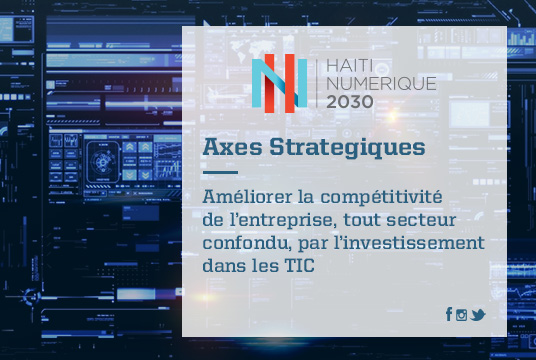 HAITI
NUMERIQUE
2030
Axes Strategiques
Améliorer la compétitivité
de l'entreprise, tout secteur
confondu, par l'investissement
dans les TIC